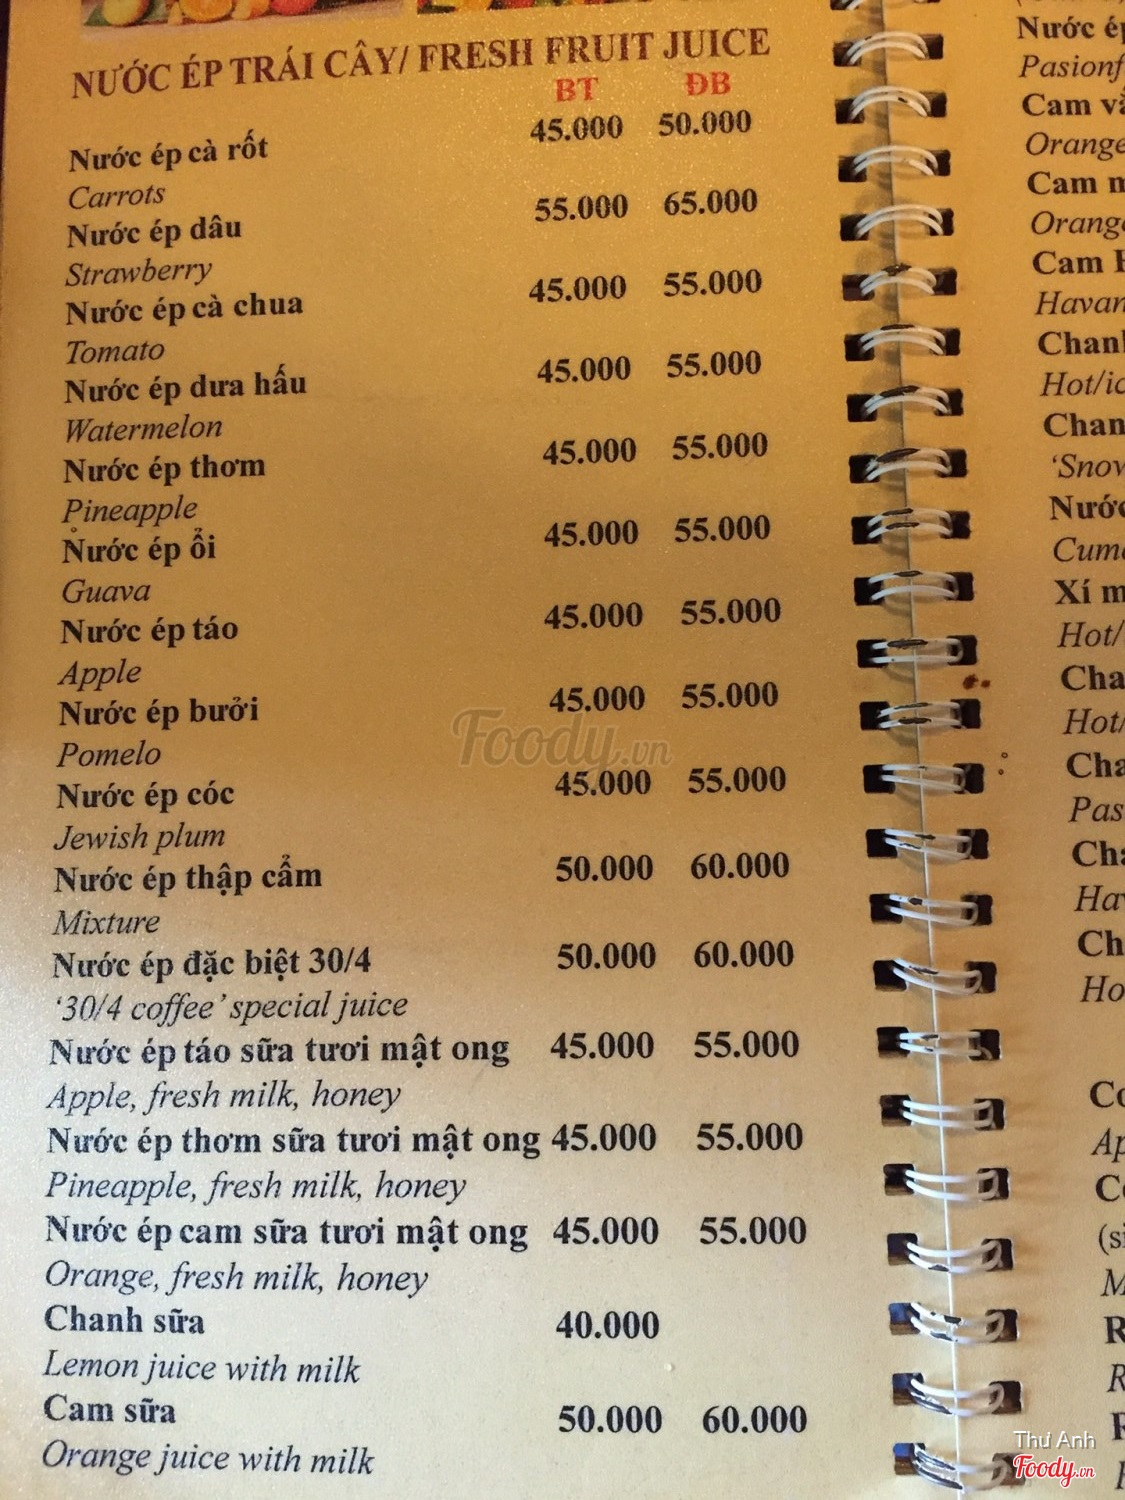 NƯỚC ÉP TRÁI CÂY/ FRESH FRUIT JUICE
BT ĐB
Nước ép cà rốt 45.000 50.000
Carrots
Nước ép dâu 55.000 65.000
Strawberry
Nước ép cà chua 45.000 55.000
Tomato
Nước ép dưa hấu 45.000 55.000
Watermelon
Nước ép thơm 45.000 55.000
Pineapple
Nước ép ổi 45.000 55.000
Guava
Nước ép táo 45.000 55.000
Apple
Nước ép bưởi 45.000 55.000
Pomelo
Nước ép cóc 45.000 55.000
Jewish plum
Nước ép thập cẩm 50.000 60.000
Mixture
Nước ép đặc biệt 30/4 50.000 60.000
‘30/4 coffee’ special juice
Nước ép táo sữa tươi mật ong 45.000 55.000
Apple, fresh milk, honey
Nước ép thơm sữa tươi mật ong 45.000 55.000
Pineapple, fresh milk, honey
Nước ép cam sữa tươi mật ong 45.000 55.000
Orange, fresh milk, honey
Chanh sữa 40.000
Lemon juice with milk
Cam sữa 50.000 60.000
Orange juice with milk
Nước
Cam
Orange
Cam
Cam
Hot/
Xí
Hot/
Hot/
Foody.vn
Thư Anh
Foody.vn